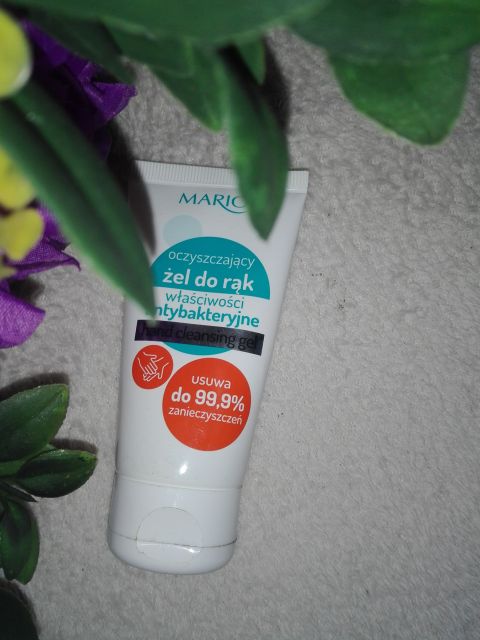 MARIO
oczyszczający
żel do rąk
właściwości
ntybakteryjne
hand cleansing gel
usuwa
do 99,9%
zanieczyszczeń